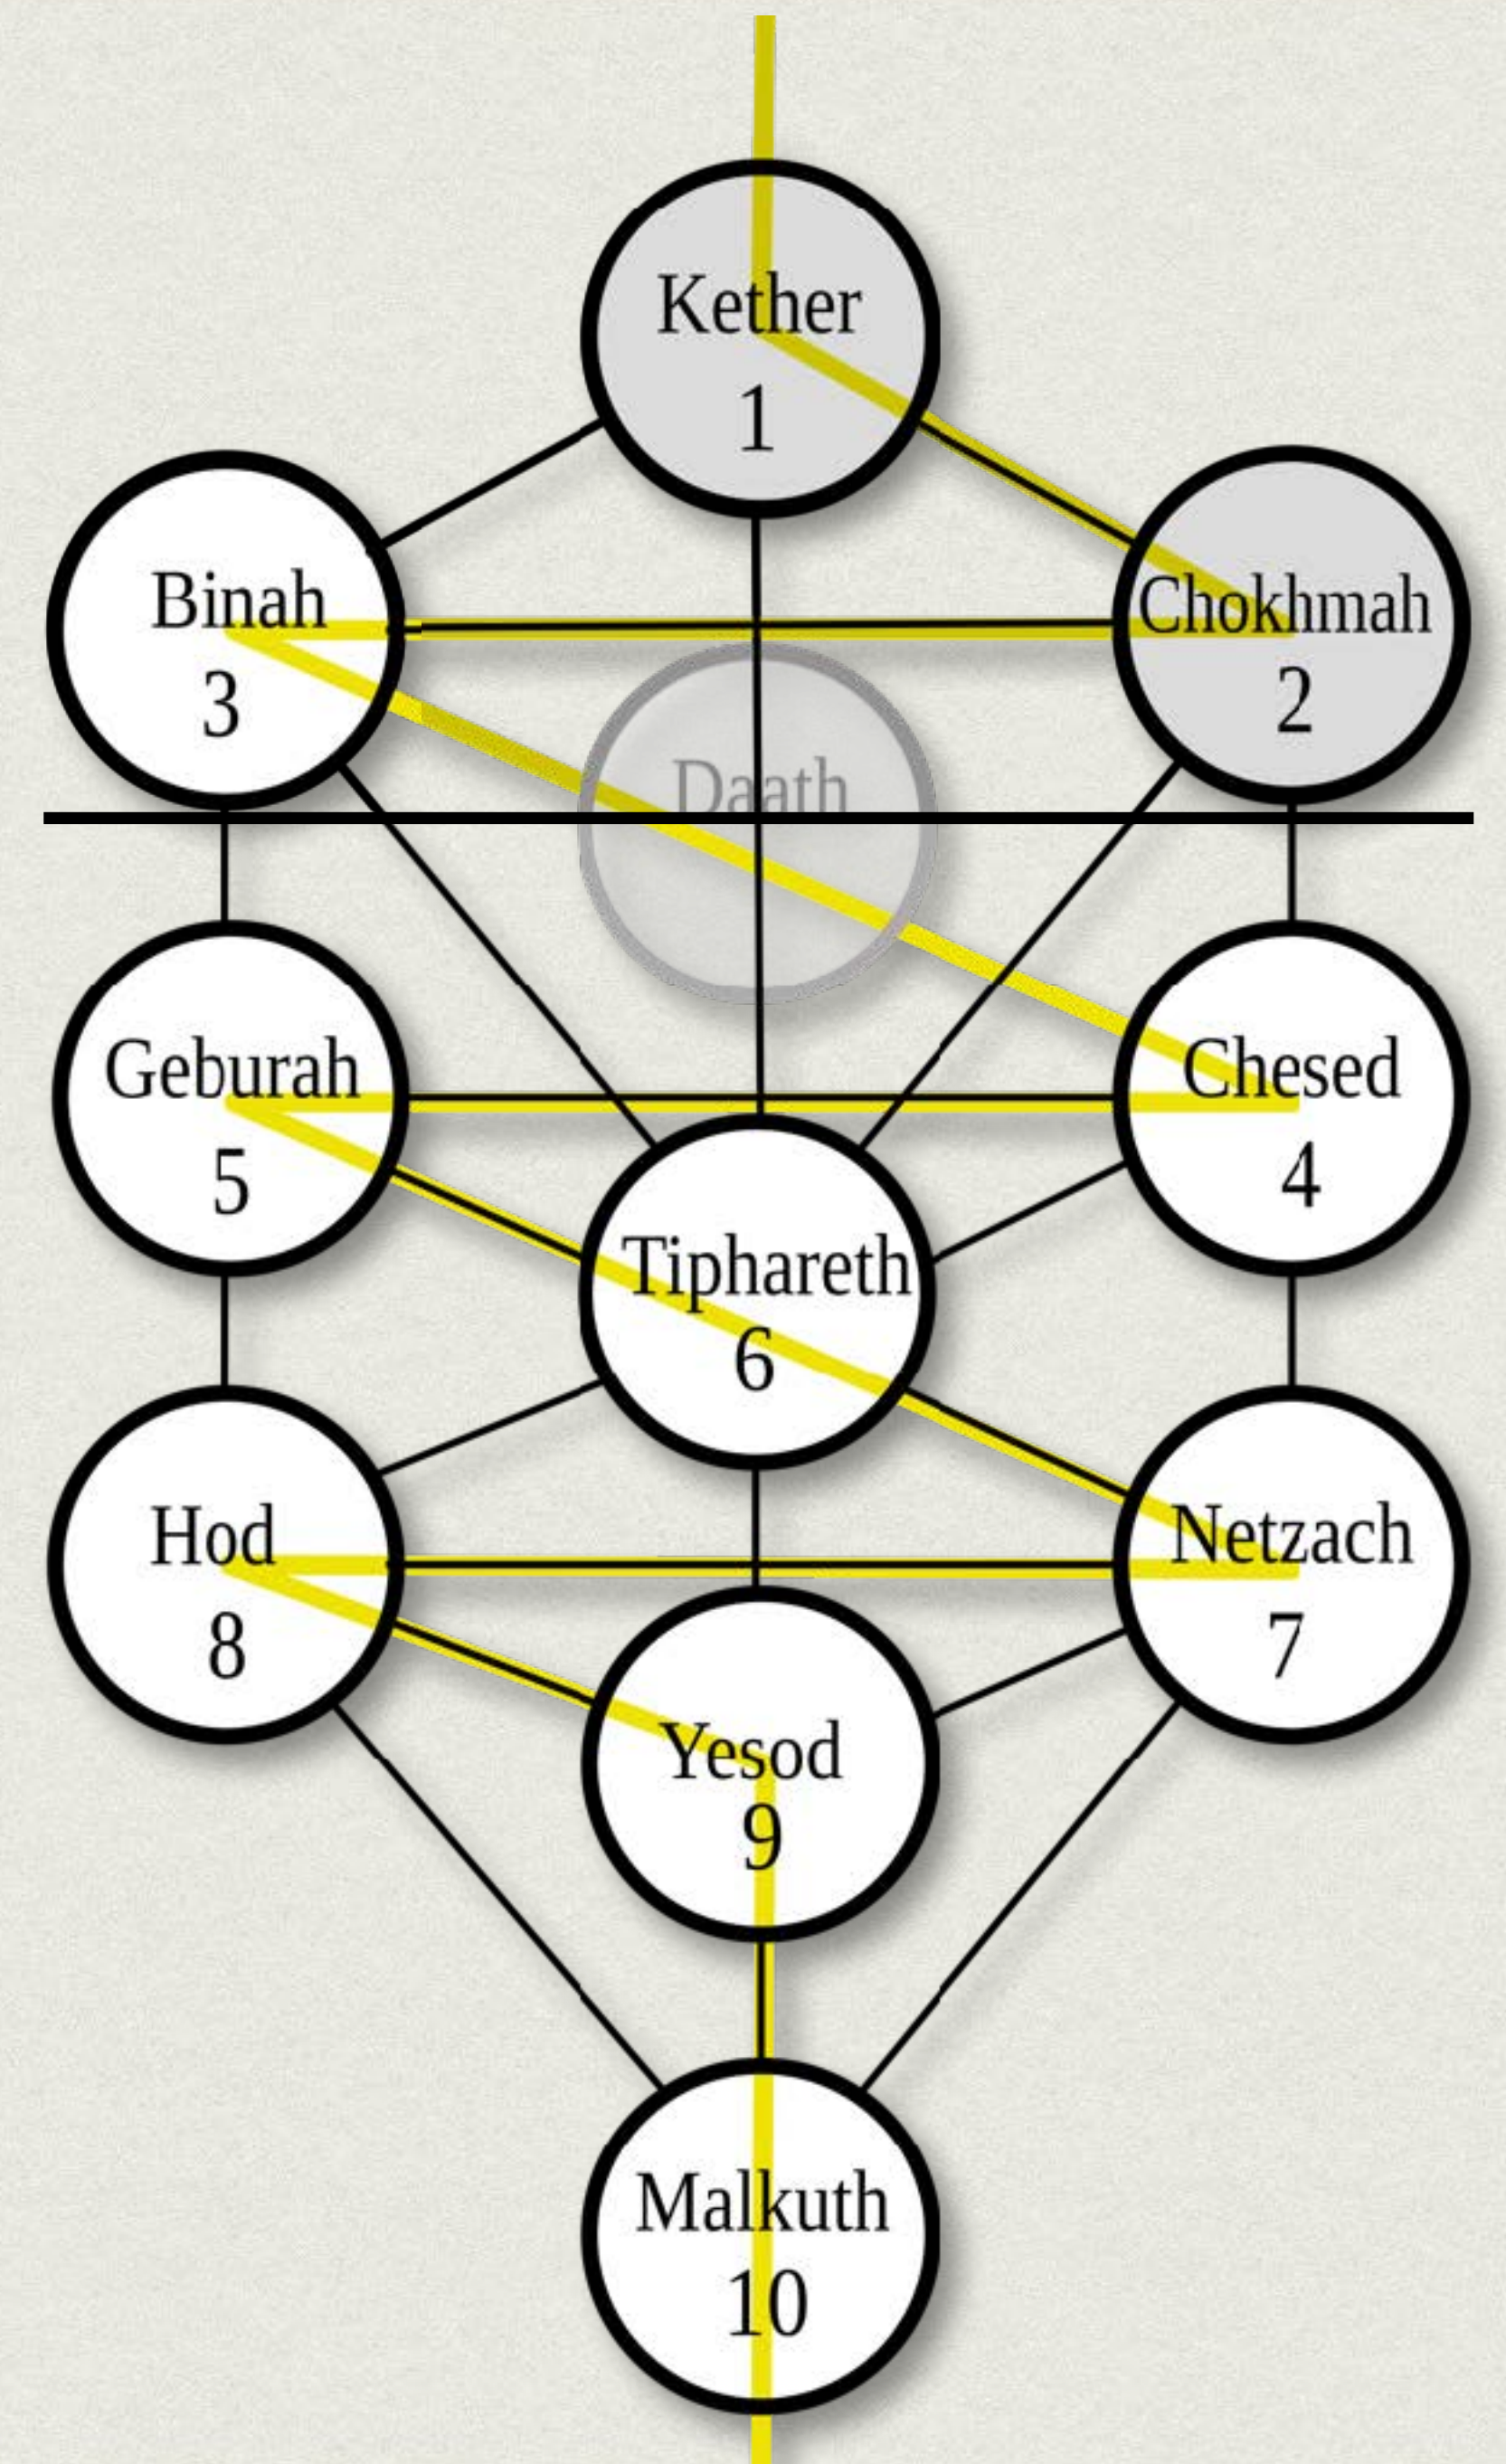 Kether
1
Binah
3
Chokhmah
2
Daath
Geburah
5
Chesed
4
Tiphareth
6
Hod
8
Netzach
7
Yesod
9
Malkuth
10